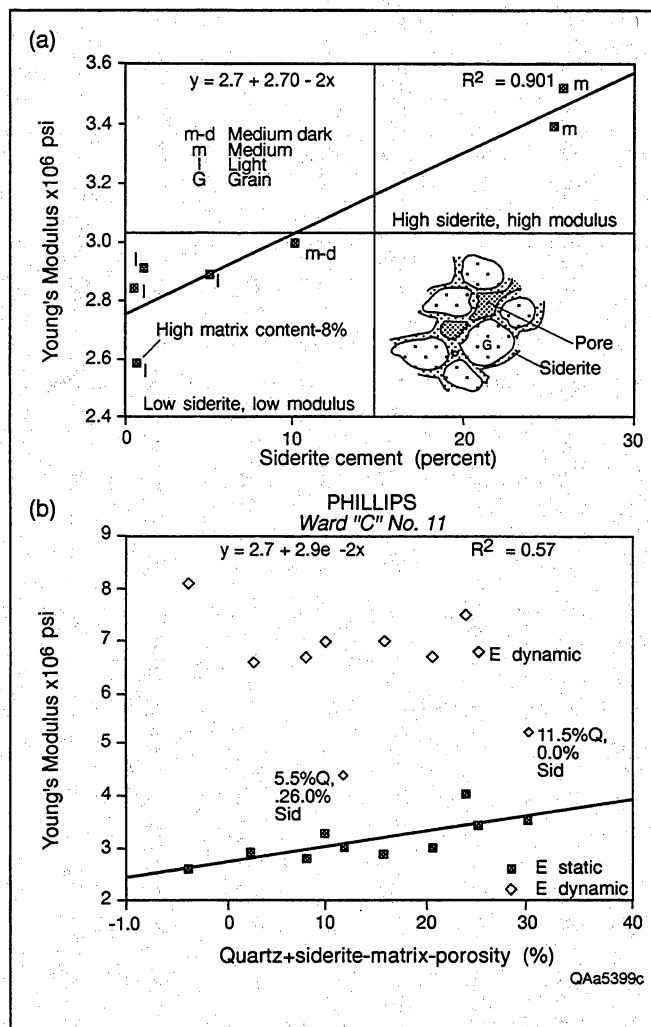 (a)
3.6
3.4
3.2
3.0
2.8
2.6
2.4
Young's Modulus x10⁶ psi
y = 2.7 + 2.70 - 2x
R² = 0.901
m
m
m-d Medium dark
m Medium
l Light
G Grain
High siderite, high modulus
l
l
l
m-d
High matrix content-8%
l
Low siderite, low modulus
G
P
Pore
Siderite
0
10
20
30
Siderite cement (percent)
(b)
PHILLIPS
Ward "C" No. 11
9
8
7
6
5
4
3
2
Young's Modulus x10⁶ psi
y = 2.7 + 2.9e -2x
R² = 0.57
E dynamic
11.5%Q,
0.0%
Sid
5.5%Q,
.26.0%
Sid
E static
E dynamic
-1.0
0
10
20
30
40
Quartz+siderite-matrix-porosity (%)
QAa5399c